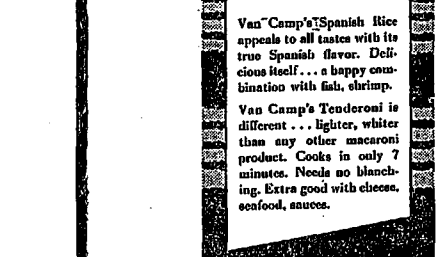 Van Camp's Spanish Rice
appeals to all tastes with its
true Spanish flavor. Deli-
cious itself... a happy com-
bination with fish, shrimp.
Van Camp's Tenderoni is
different... lighter, whiter
than any other macaroni
product. Cooks in only 7
minutes. Needs no blanch-
ing. Extra good with cheese,
seafood, sauces.